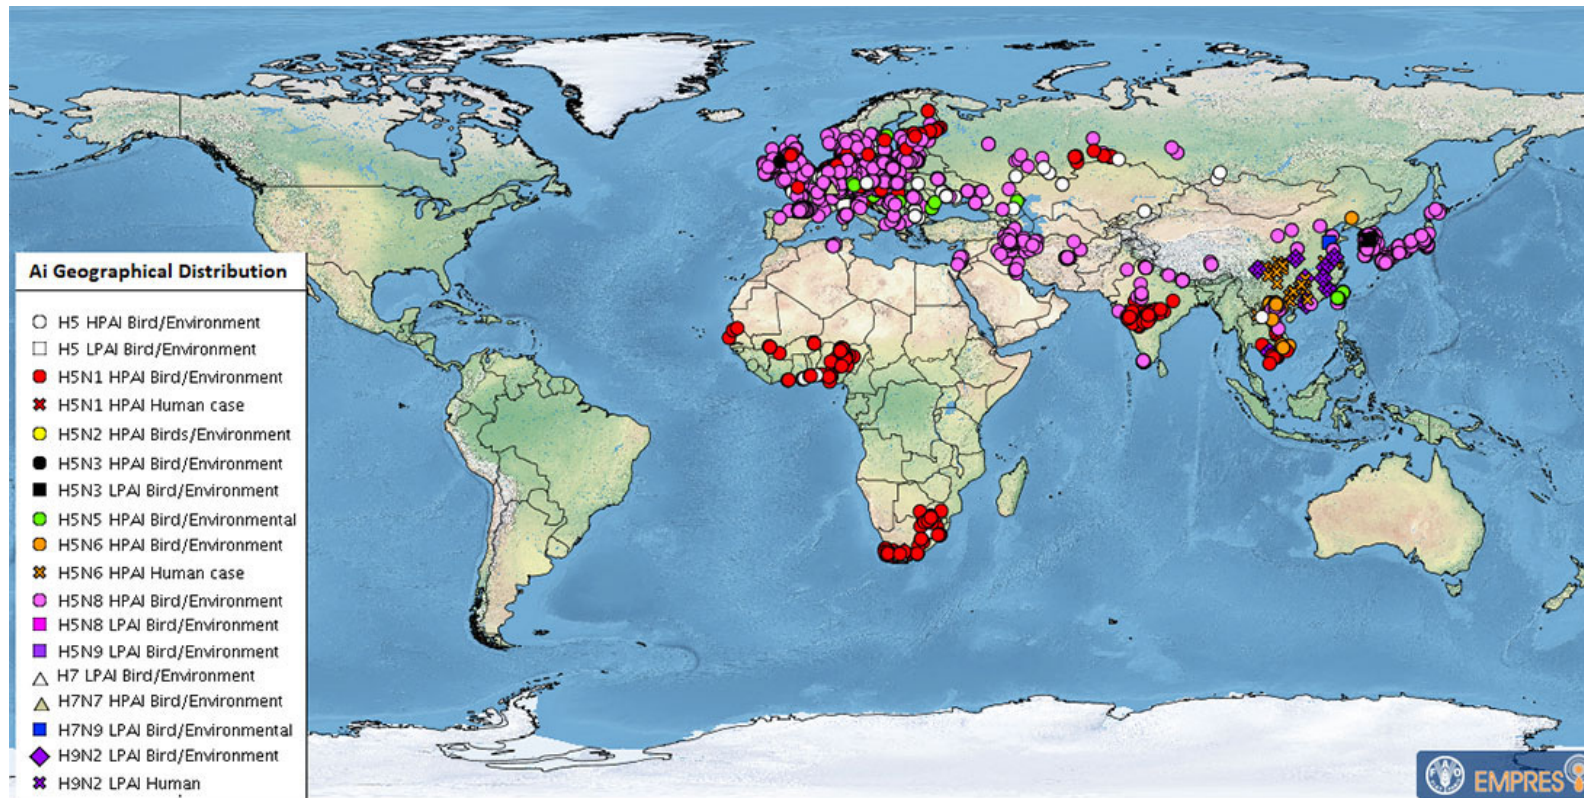 Ai Geographical Distribution
H5 HPAI Bird/Environment
H5 LPAI Bird/Environment
H5N1 HPAI Bird/Environment
H5N1 HPAI Human case
H5N2 HPAI Birds/Environment
H5N3 HPAI Bird/Environment
H5N3 LPAI Bird/Environment
H5N5 HPAI Bird/Environmental
H5N6 HPAI Bird/Environment
H5N6 HPAI Human case
H5N8 HPAI Bird/Environment
H5N8 LPAI Bird/Environment
H5N9 LPAI Bird/Environment
H7 LPAI Bird/Environment
H7N7 HPAI Bird/Environment
H7N9 LPAI Bird/Environmental
H9N2 LPAI Bird/Environment
H9N2 LPAI Human
FAO
EMPRES